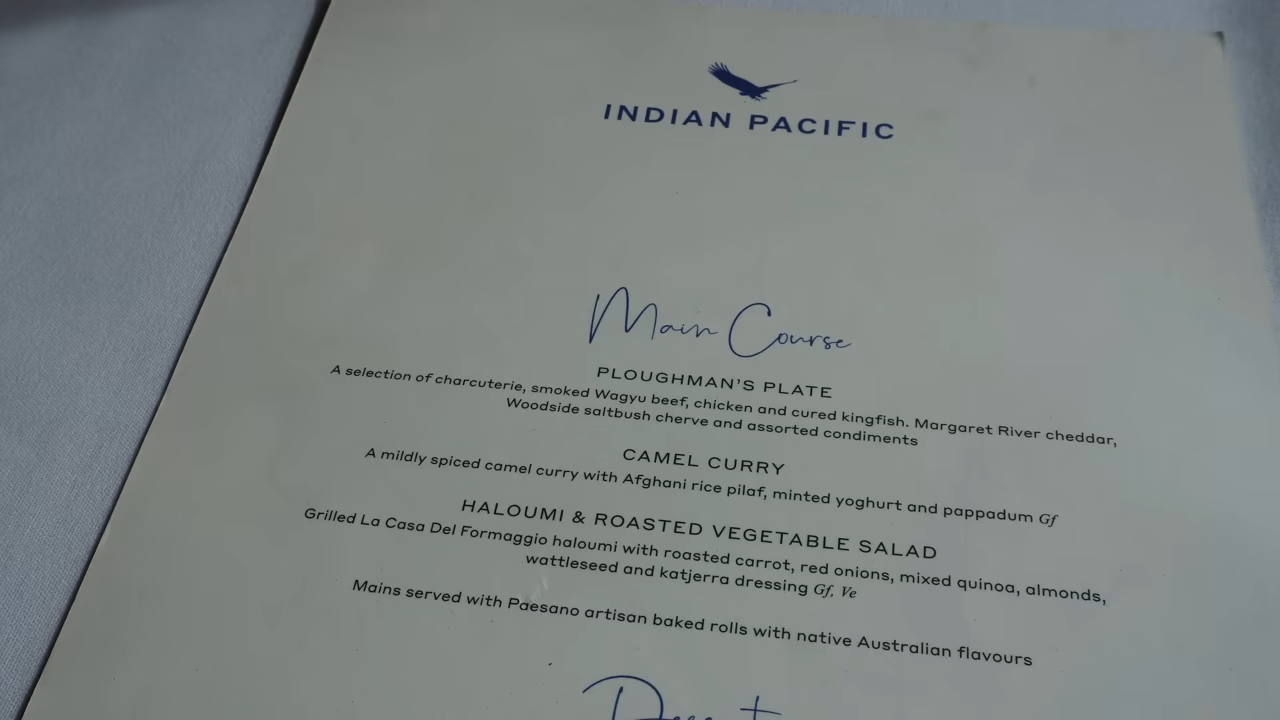 INDIAN PACIFIC
Main Course
PLOUGHMAN'S PLATE
A selection of charcuterie, smoked Wagyu beef, chicken and cured kingfish. Margaret River cheddar,
Woodside saltbush cherve and assorted condiments
CAMEL CURRY
A mildly spiced camel curry with Afghani rice pilaf, minted yoghurt and pappadum Gf
HALOUMI & ROASTED VEGETABLE SALAD
Grilled La Casa Del Formaggio haloumi with roasted carrot, red onions, mixed quinoa, almonds,
wattleseed and katjerra dressing Gf, Ve
Mains served with Paesano artisan baked rolls with native Australian flavours